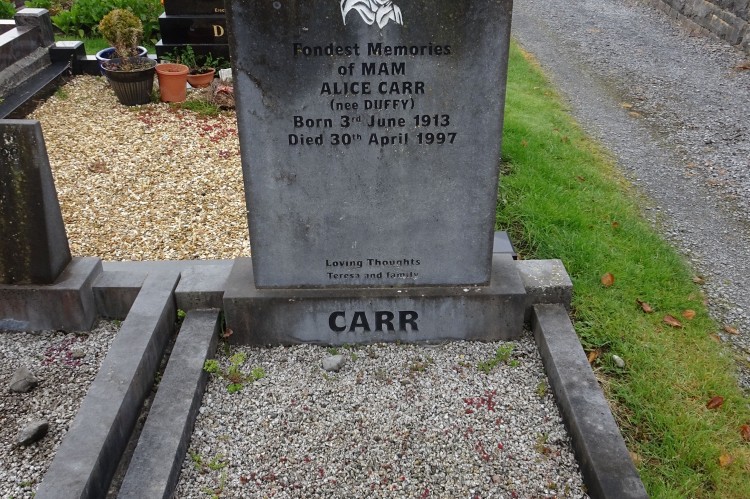 Fondest Memories
of MAM
ALICE CARR
(nee DUFFY)
Born 3rd June 1913
Died 30th April 1997
Loving Thoughts
Teresa and family
CARR
D